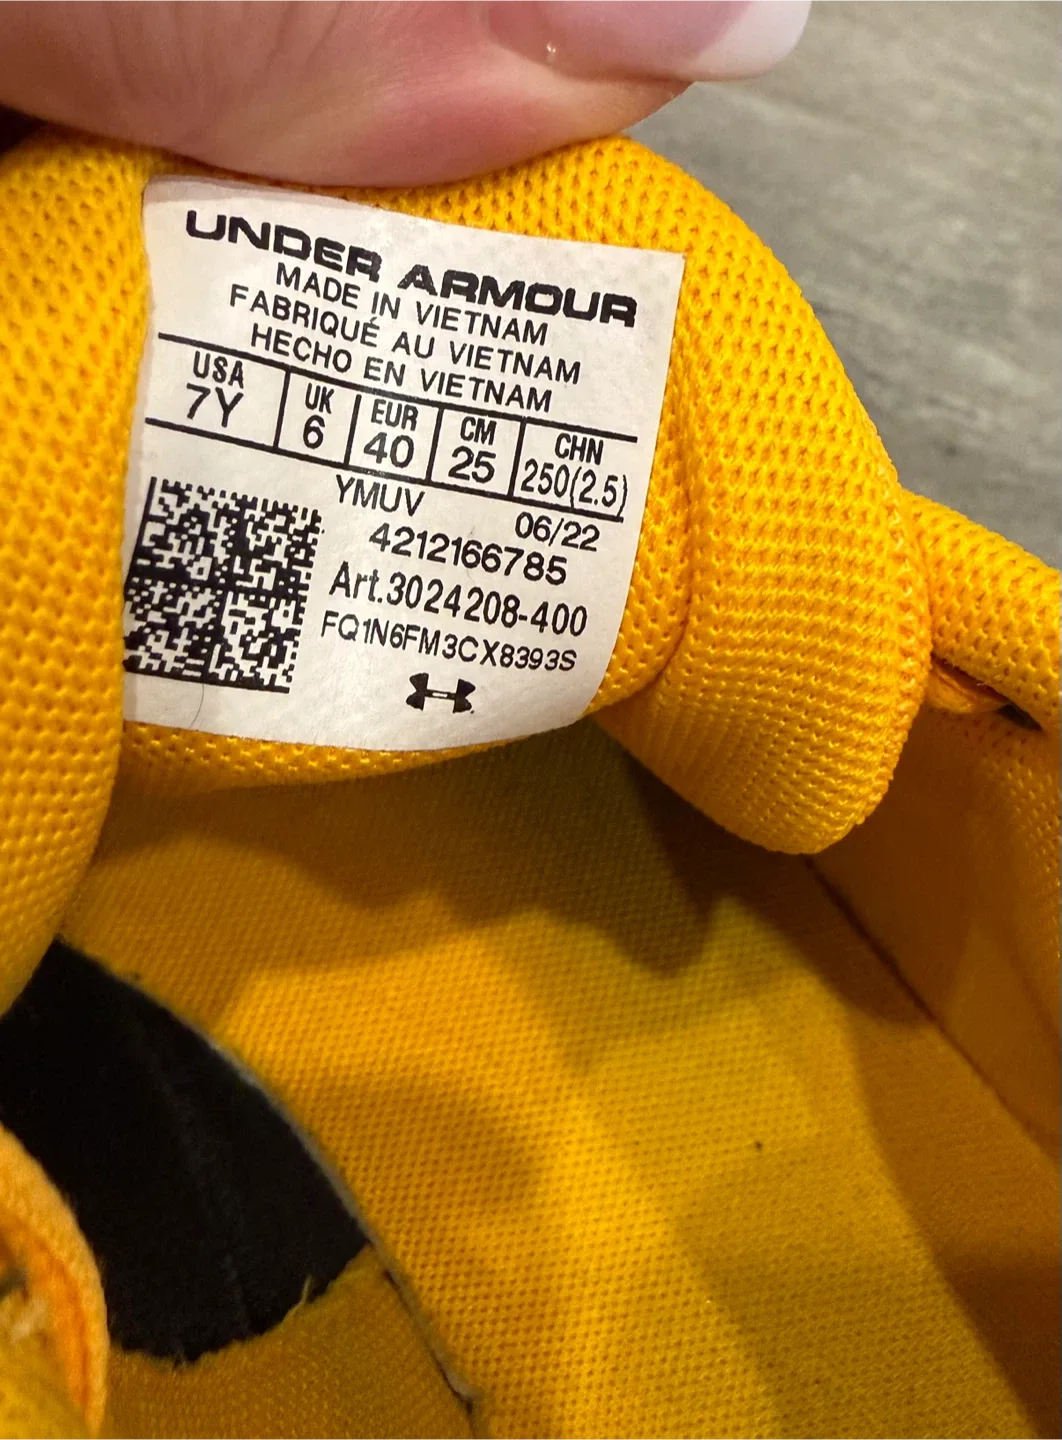 UNDER ARMOUR
MADE IN VIETNAM
FABRIQUÉ AU VIETNAM
HECHO EN VIETNAM
USA UK EUR CM CHN
7Y 6 40 25 250(2.5)
YMUV 06/22
4212166785
Art.3024208-400
FQ1N6FM3CX8393S